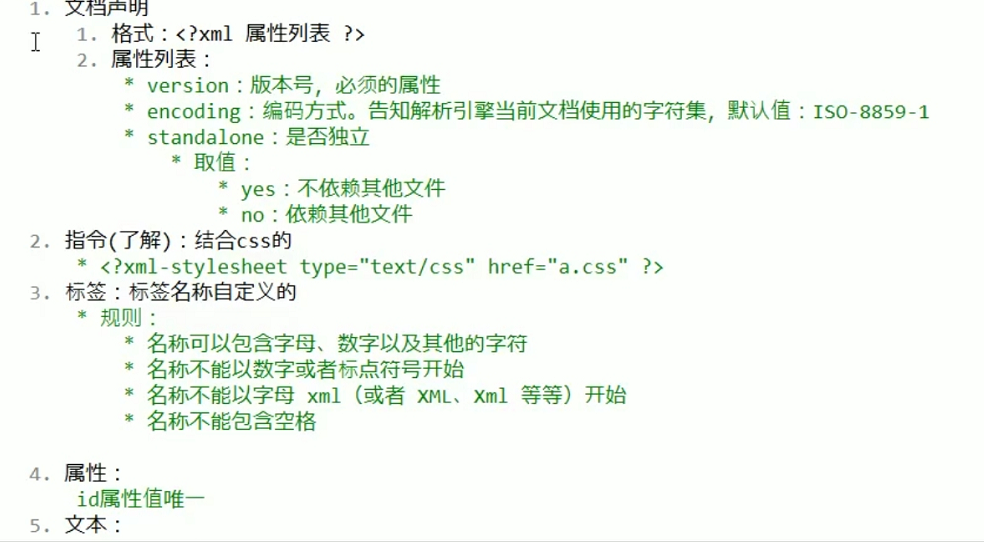 1. 文档声明
1. 格式：<?xml 属性列表 ?>
2. 属性列表：
* version：版本号，必须的属性
* encoding：编码方式。告知解析引擎当前文档使用的字符集，默认值：ISO-8859-1
* standalone：是否独立
* 取值：
* yes：不依赖其他文件
* no：依赖其他文件
2. 指令(了解)：结合css的
* <?xml-stylesheet type="text/css" href="a.css" ?>
3. 标签：标签名称自定义的
* 规则：
* 名称可以包含字母、数字以及其他的字符
* 名称不能以数字或者标点符号开始
* 名称不能以字母 xml（或者 XML、Xml 等等）开始
* 名称不能包含空格
4. 属性：
id属性值唯一
5. 文本：